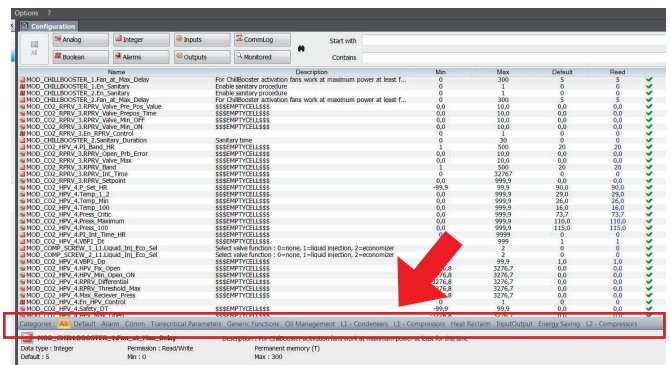 Options ?
Configuration
All Analog Integer Inputs CommLog Start with
Boolean Alarms Outputs Monitored Contains
Name Description Min Max Default Read
MOD_CHILLBOOSTER_1.Fan_at_Max_Delay For ChillBooster activation fans work at maximum power at least f... 0 300 5 5
MOD_CHILLBOOSTER_1.En_Sanitary Enable sanitary procedure 0 1 0 0
MOD_CHILLBOOSTER_2.En_Sanitary Enable sanitary procedure 0 1 0 0
MOD_CHILLBOOSTER_2.Fan_at_Max_Delay For ChillBooster activation fans work at maximum power at least f... 0 300 5 5
MOD_CO2_RPRV_3.RPRV_Valve_Pre_Pos_Value $$$EMPTYCELL$$$ 0,0 10,0 0,0 0,0
MOD_CO2_RPRV_3.RPRV_Valve_Prepos_Time $$$EMPTYCELL$$$ 0,0 10,0 0,0 0,0
MOD_CO2_RPRV_3.RPRV_Valve_Min_Off $$$EMPTYCELL$$$ 0,0 10,0 0,0 0,0
MOD_CO2_RPRV_3.RPRV_Valve_Min_ON $$$EMPTYCELL$$$ 0,0 10,0 0,0 0,0
MOD_CO2_RPRV_3.En_RPRV_Control 0 1 0 0
MOD_CHILLBOOSTER_2.Sanitary_Duration Sanitary time 0 30 0 0
MOD_CO2_HPV_4.PI_Band_HR $$$EMPTYCELL$$$ 1 500 20 20
MOD_CO2_RPRV_3.RPRV_Open_Prb_Error $$$EMPTYCELL$$$ 0,0 10,0 0,0 0,0
MOD_CO2_RPRV_3.RPRV_Valve_Max $$$EMPTYCELL$$$ 0,0 10,0 0,0 0,0
MOD_CO2_RPRV_3.RPRV_Band $$$EMPTYCELL$$$ 1 500 20 20
MOD_CO2_RPRV_3.RPRV_Int_Time $$$EMPTYCELL$$$ 0 32767 0 0
MOD_CO2_RPRV_3.RPRV_Setpoint $$$EMPTYCELL$$$ 0,0 999,9 0,0 0,0
MOD_CO2_HPV_4.P_Set_HR $$$EMPTYCELL$$$ -99,9 99,9 90,0 90,0
MOD_CO2_HPV_4.Temp_1_2 $$$EMPTYCELL$$$ 0,0 999,9 29,0 29,0
MOD_CO2_HPV_4.Temp_Min $$$EMPTYCELL$$$ 0,0 999,9 26,0 26,0
MOD_CO2_HPV_4.Temp_100 $$$EMPTYCELL$$$ 0,0 999,9 16,0 16,0
MOD_CO2_HPV_4.Press_Critic $$$EMPTYCELL$$$ 0,0 999,9 73,7 73,7
MOD_CO2_HPV_4.Press_Maximum $$$EMPTYCELL$$$ 0,0 999,9 110,0 110,0
MOD_CO2_HPV_4.Press_100 $$$EMPTYCELL$$$ 0,0 999,9 115,0 115,0
MOD_CO2_HPV_4.PI_Int_Time_HR $$$EMPTYCELL$$$ 9999 0 0
MOD_CO2_HPV_4.VBP1_Dt $$$EMPTYCELL$$$ 999 1 1
MOD_COMP_SCREW_1_L1.Liquid_Inj_Eco_Sel Select valve function : 0=none, 1=liquid injection, 2=economizer 2 0 0
MOD_COMP_SCREW_2_L1.Liquid_Inj_Eco_Sel Select valve function : 0=none, 1=liquid injection, 2=economizer 2 0 0
MOD_CO2_HPV_4.VBP1_Dp $$$EMPTYCELL$$$ 99,9 1,0 1,0
MOD_CO2_HPV_4.HPV_Fix_Open $$$EMPTYCELL$$$ 3276,7 0,0 0,0
MOD_CO2_HPV_4.HPV_Min_Open_ON $$$EMPTYCELL$$$ 3276,7 0,0 0,0
MOD_CO2_HPV_4.RPRV_Differential $$$EMPTYCELL$$$ 3276,7 0,0 0,0
MOD_CO2_HPV_4.RPRV_Threshold_Max $$$EMPTYCELL$$$ 3276,7 0,0 0,0
MOD_CO2_HPV_4.Max_Reciever_Press $$$EMPTYCELL$$$ 3276,7 0,0 0,0
MOD_CO2_HPV_4.En_HPV_Control 0 1 0 0
MOD_CO2_HPV_4.Safety_DT $$$EMPTYCELL$$$ -99,9 99,9 0,0 0,0
Categories All Default Alarm Comm Transcritical Parameters Generic Functions Oil Management L1 - Condensers L1 - Compressors Heat Reclaim InputOutput Energy Saving L2 - Compressors
MOD_CHILLBOOSTER_1.Fan_at_Max_Delay Description : For ChillBooster activation fans work at maximum power at least for this time
Data type : Integer Permission : Read/Write Permanent memory (T)
Default : 5 Min : 0 Max : 300